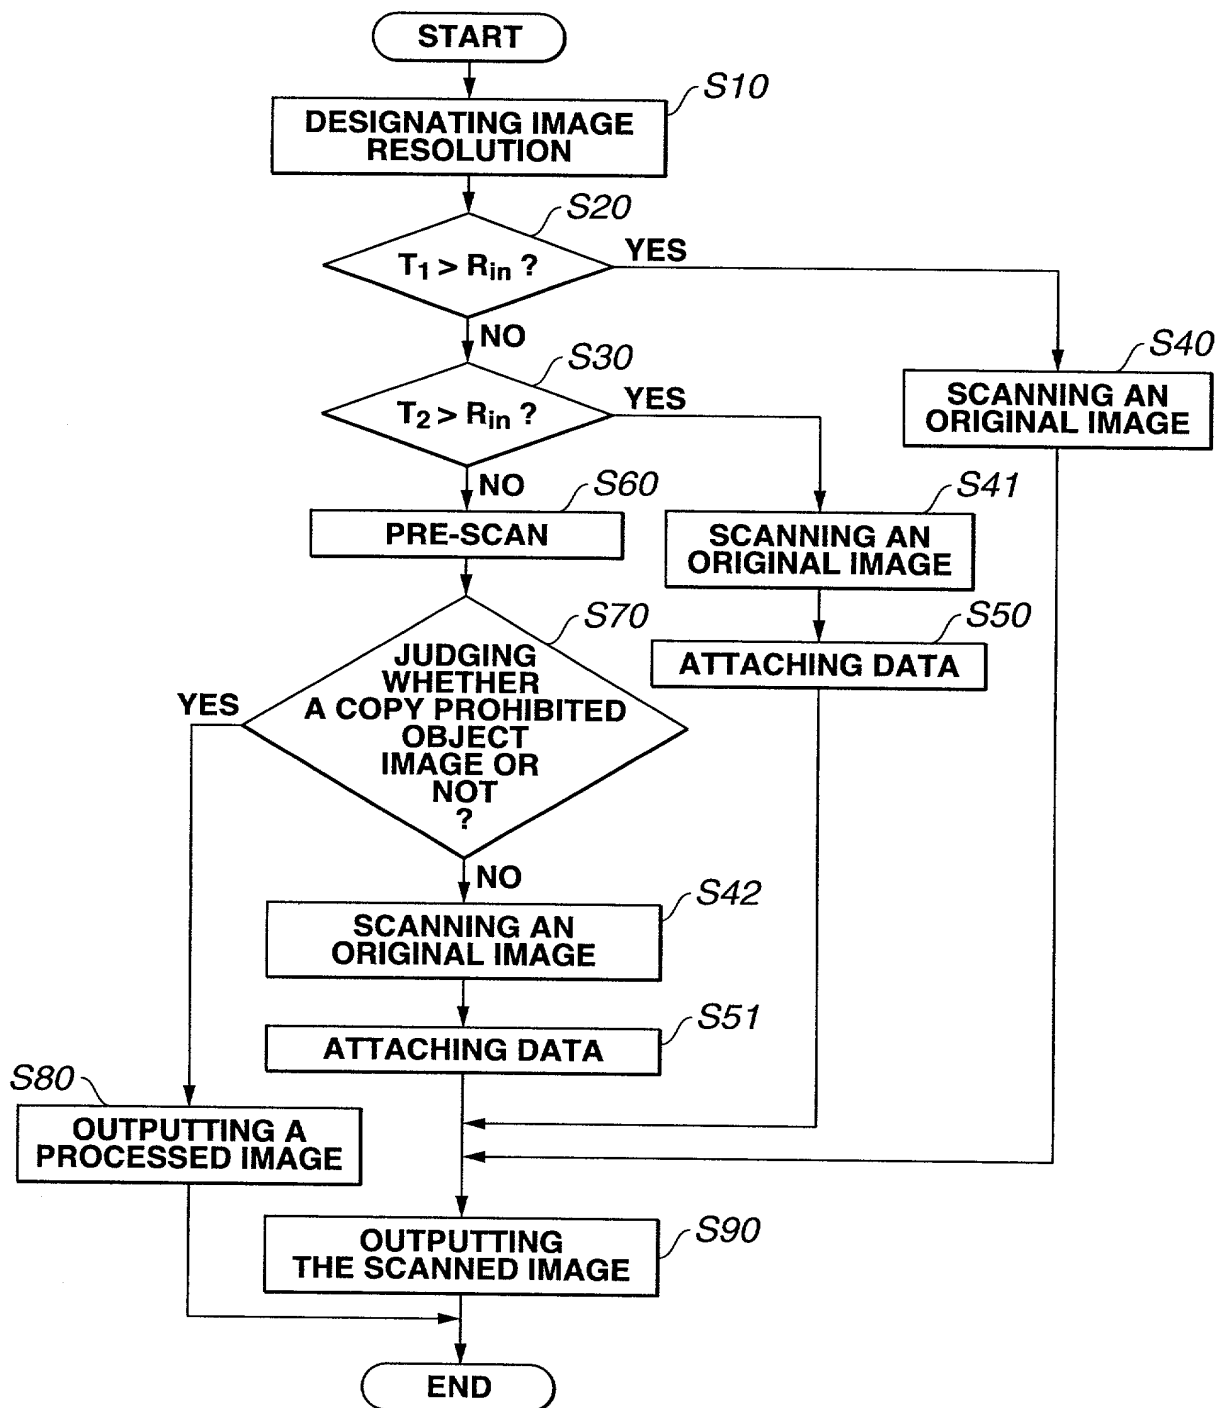 START
S10
DESIGNATING IMAGE
RESOLUTION
S20
T1 > Rin ?
YES
NO
S30
T2 > Rin ?
YES
NO
S40
SCANNING AN
ORIGINAL IMAGE
S60
PRE-SCAN
S41
SCANNING AN
ORIGINAL IMAGE
S50
ATTACHING DATA
S70
JUDGING
WHETHER
A COPY PROHIBITED
OBJECT
IMAGE OR
NOT
?
YES
NO
S42
SCANNING AN
ORIGINAL IMAGE
S51
ATTACHING DATA
S80
OUTPUTTING A
PROCESSED IMAGE
S90
OUTPUTTING
THE SCANNED IMAGE
END